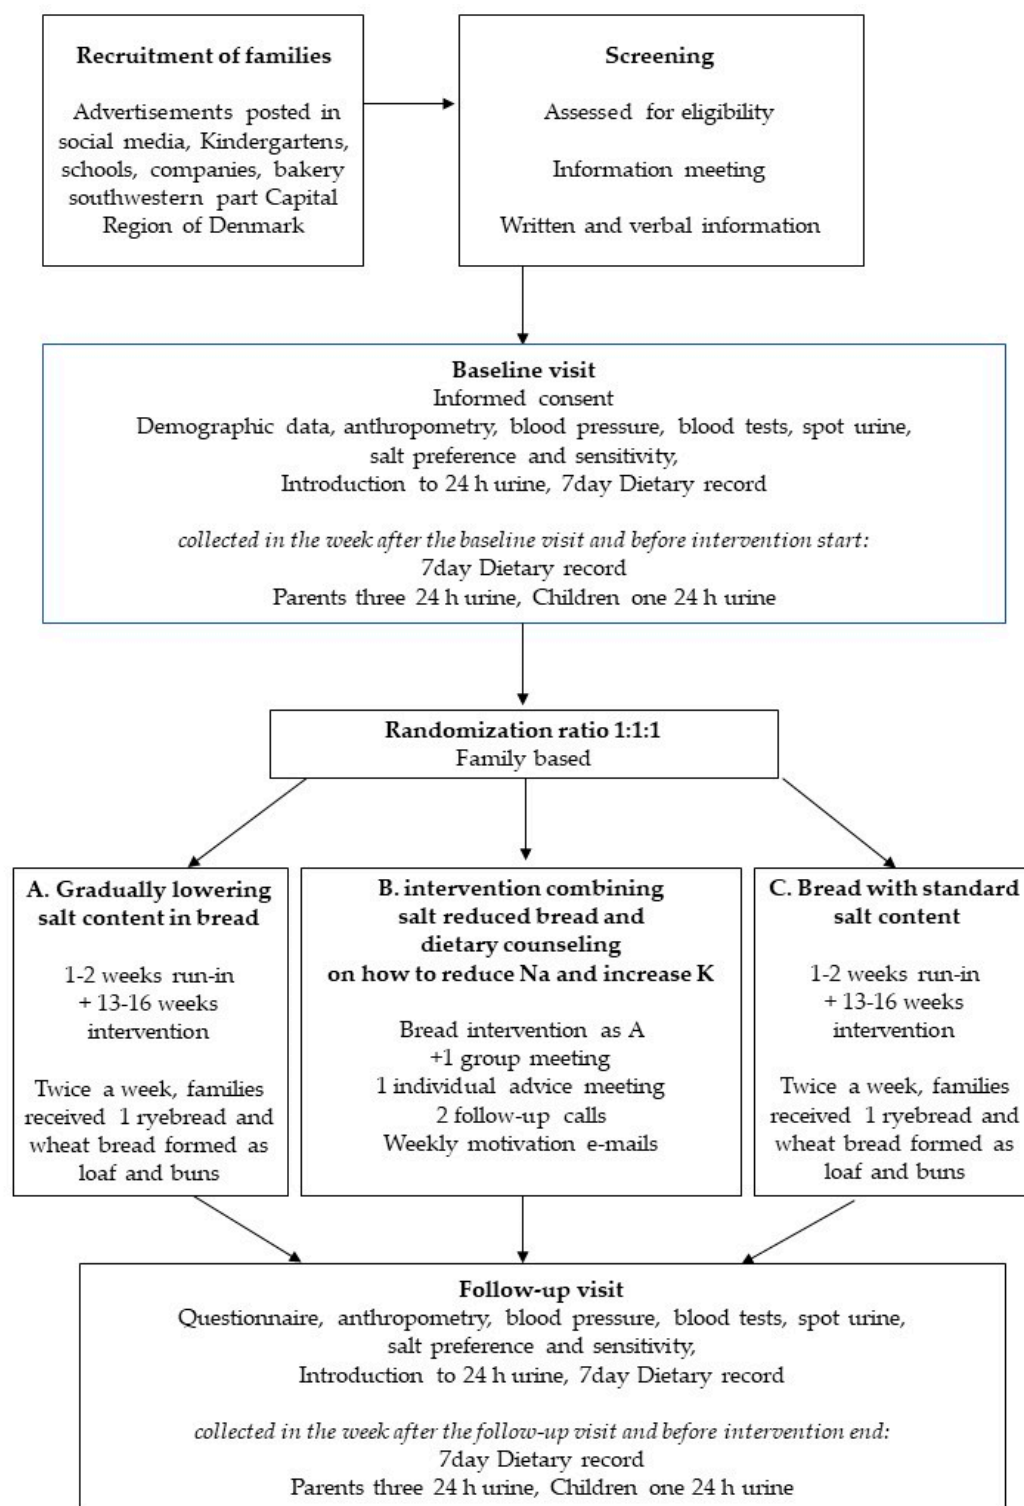 Recruitment of families
Advertisements posted in
social media, Kindergartens,
schools, companies, bakery
southwestern part Capital
Region of Denmark
Screening
Assessed for eligibility
Information meeting
Written and verbal information
Baseline visit
Informed consent
Demographic data, anthropometry, blood pressure, blood tests, spot urine,
salt preference and sensitivity,
Introduction to 24 h urine, 7day Dietary record
collected in the week after the baseline visit and before intervention start:
7day Dietary record
Parents three 24 h urine, Children one 24 h urine
Randomization ratio 1:1:1
Family based
A. Gradually lowering
salt content in bread
1-2 weeks run-in
+ 13-16 weeks
intervention
Twice a week, families
received 1 ryebread and
wheat bread formed as
loaf and buns
B. intervention combining
salt reduced bread and
dietary counseling
on how to reduce Na and increase K
Bread intervention as A
+1 group meeting
1 individual advice meeting
2 follow-up calls
Weekly motivation e-mails
C. Bread with standard
salt content
1-2 weeks run-in
+ 13-16 weeks
intervention
Twice a week, families
received 1 ryebread and
wheat bread formed as
loaf and buns
Follow-up visit
Questionnaire, anthropometry, blood pressure, blood tests, spot urine,
salt preference and sensitivity,
Introduction to 24 h urine, 7day Dietary record
collected in the week after the follow-up visit and before intervention end:
7day Dietary record
Parents three 24 h urine, Children one 24 h urine